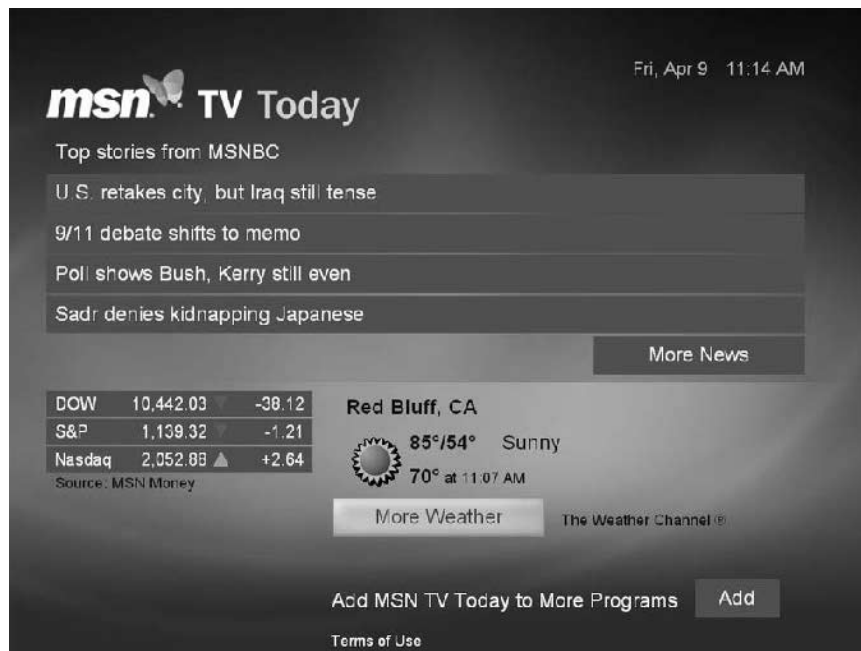 Fri, Apr 9 11:14 AM
msn TV Today
Top stories from MSNBC
U.S. retakes city, but Iraq still tense
9/11 debate shifts to memo
Poll shows Bush, Kerry still even
Sadr denies kidnapping Japanese
More News
DOW 10,442.03 ▼ -38.12
S&P 1,139.32 ▼ -1.21
Nasdaq 2,052.88 ▲ +2.64
Source: MSN Money
Red Bluff, CA
85°/54° Sunny
70° at 11:07 AM
More Weather
The Weather Channel ®
Add MSN TV Today to More Programs
Add
Terms of Use